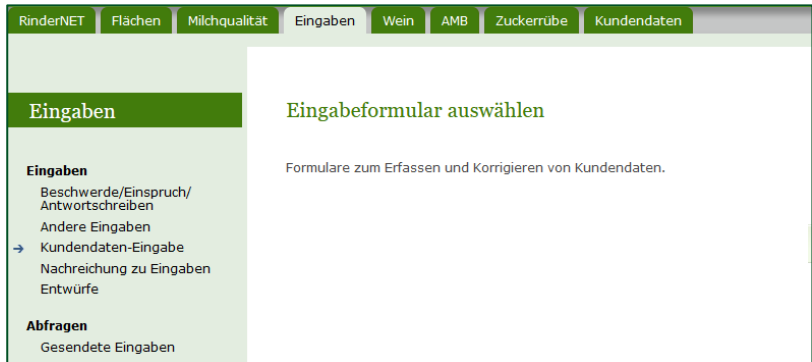 RinderNET Flächen Milchqualität Eingaben Wein AMB Zuckerrübe Kundendaten
Eingaben
Eingabeformular auswählen
Formulare zum Erfassen und Korrigieren von Kundendaten.
Eingaben
Beschwerde/Einspruch/
Antwortschreiben
Andere Eingaben
Kundendaten-Eingabe
Nachreichung zu Eingaben
Entwürfe
Abfragen
Gesendete Eingaben